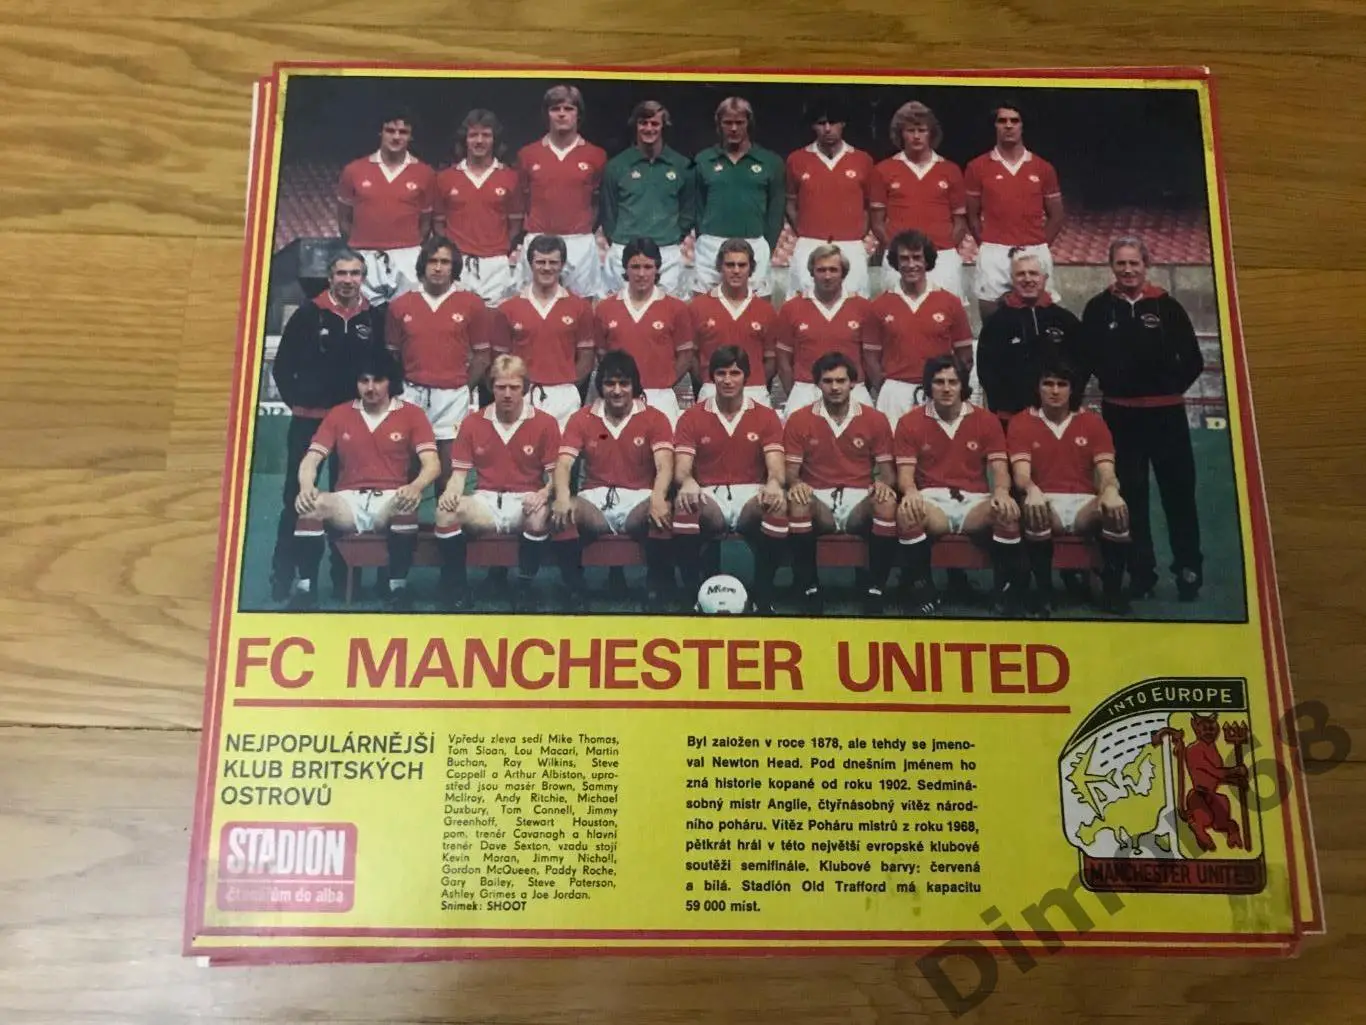 Mitre
FC MANCHESTER UNITED
NEJPOPULÁRNĚJŠÍ
KLUB BRITSKÝCH
OSTROVŮ
STADIÓN
čtenářům do alba
Vpředu zleva sedí Mike Thomas,
Tom Sloan, Lou Macari, Martin
Buchan, Ray Wilkins, Steve
Coppell a Arthur Albiston, upro-
střed jsou masér Brown, Sammy
McIlroy, Andy Ritchie, Michael
Duxbury, Tom Connell, Jimmy
Greenhoff, Stewart Houston,
pom. trenér Cavanagh a hlavní
trenér Dave Sexton, vzadu stojí
Kevin Moran, Jimmy Nicholl,
Gordon McQueen, Paddy Roche,
Gary Bailey, Steve Paterson,
Ashley Grimes a Joe Jordan.
Snímek: SHOOT
Byl založen v roce 1878, ale tehdy se jmeno-
val Newton Head. Pod dnešním jménem ho
zná historie kopané od roku 1902. Sedminá-
sobný mistr Anglie, čtyřnásobný vítěz národ-
ního poháru. Vítěz Poháru mistrů z roku 1968,
pětkrát hrál v této největší evropské klubové
soutěži semifinále. Klubové barvy: červená
a bílá. Stadión Old Trafford má kapacitu
59 000 míst.
INTO EUROPE
MANCHESTER UNITED
Dimon68